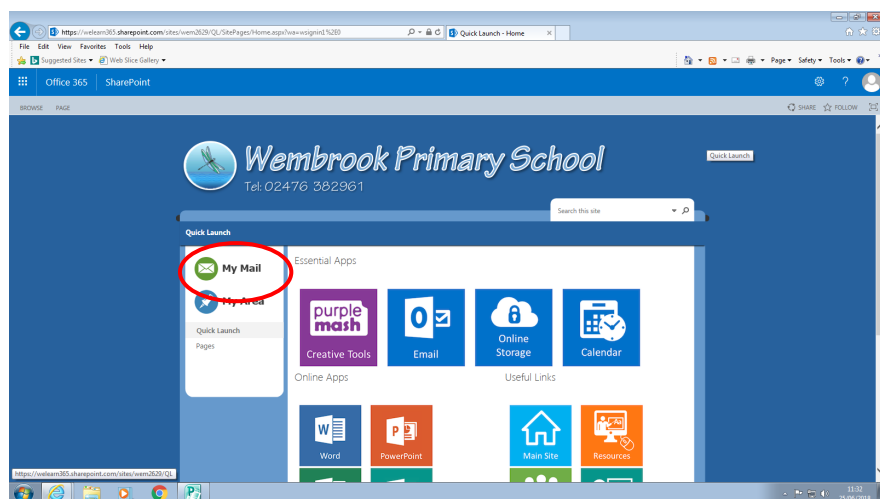 https://welearn365.sharepoint.com/sites/wem2629/QL/SitePages/Home.aspx?wa=wsignin1%2E0
Quick Launch - Home
File Edit View Favorites Tools Help
Suggested Sites Web Slice Gallery
Page Safety Tools
Office 365 SharePoint
BROWSE PAGE
SHARE FOLLOW
Wembrook Primary School
Tel: 02476 382961
Quick Launch
Search this site
Quick Launch
My Mail
My Area
Quick Launch
Pages
Essential Apps
purple mash
Creative Tools
Email
Online Storage
Calendar
Online Apps
Useful Links
Word
PowerPoint
Main Site
Resources
https://welearn365.sharepoint.com/sites/wem2629/QL
11:32